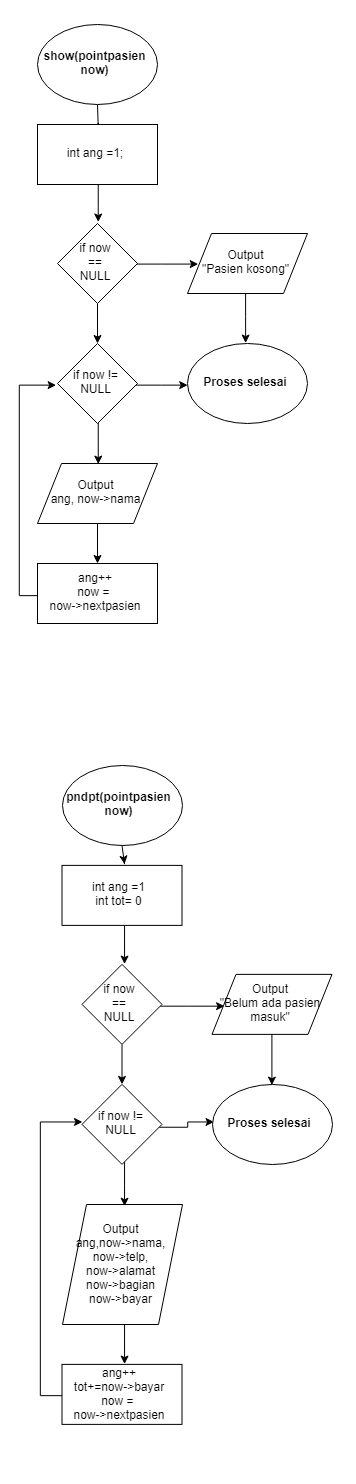 show(pointpasien
now)
int ang =1;
if now
==
NULL
Output
"Pasien kosong"
if now !=
NULL
Proses selesai
Output
ang, now->nama
ang++
now =
now->nextpasien
pndpt(pointpasien
now)
int ang =1
int tot= 0
if now
==
NULL
Output
"Belum ada pasien
masuk"
if now !=
NULL
Proses selesai
Output
ang,now->nama,
now->telp,
now->alamat
now->bagian
now->bayar
ang++
tot+=now->bayar
now =
now->nextpasien